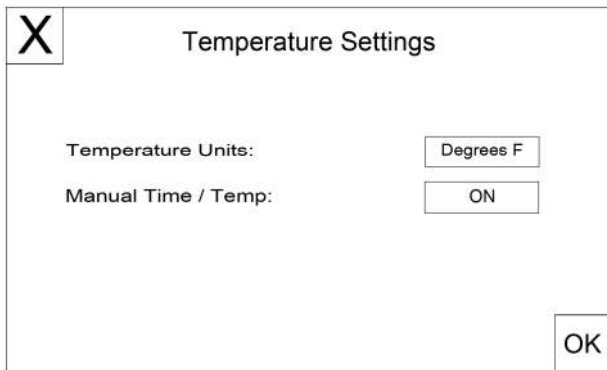 X
Temperature Settings
Temperature Units:
Degrees F
Manual Time / Temp:
ON
OK